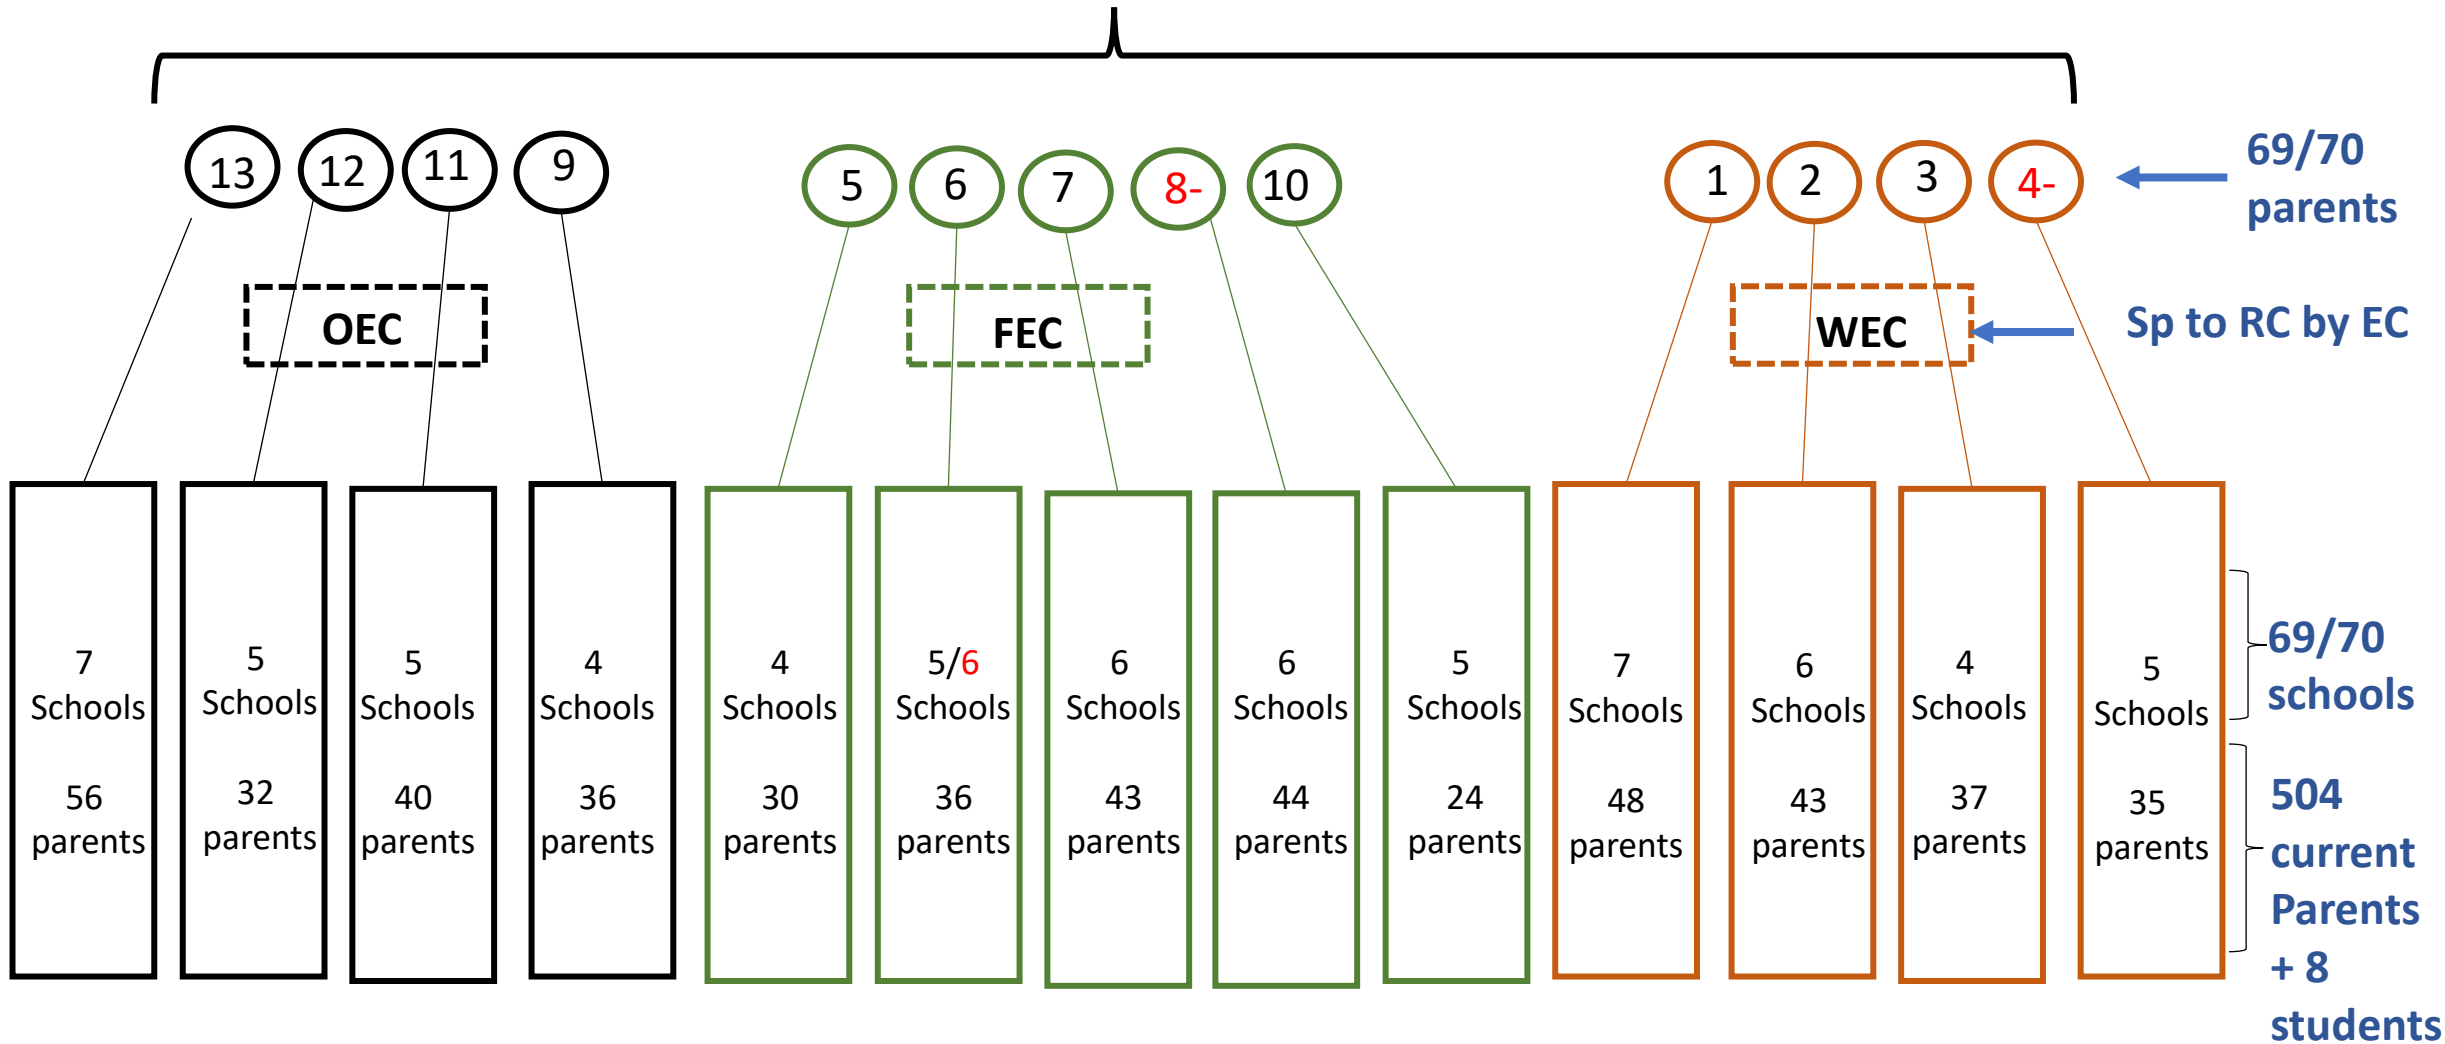 13
12
11
9
5
6
7
8-
10
1
2
3
4-
69/70
parents
OEC
FEC
WEC
Sp to RC by EC
7
Schools
56
parents
5
Schools
32
parents
5
Schools
40
parents
4
Schools
36
parents
4
Schools
30
parents
5/6
Schools
36
parents
6
Schools
43
parents
6
Schools
44
parents
5
Schools
24
parents
7
Schools
48
parents
6
Schools
43
parents
4
Schools
37
parents
5
Schools
35
parents
69/70
schools
504
current
Parents
+ 8
students